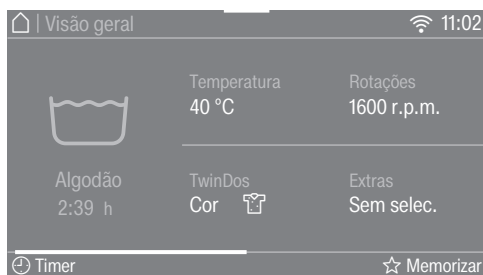 | Visão geral 11:02
Temperatura Rotações
40 °C 1600 r.p.m.
Algodão TwinDos Extras
2:39 h Cor Sem selec.
Timer Memorizar